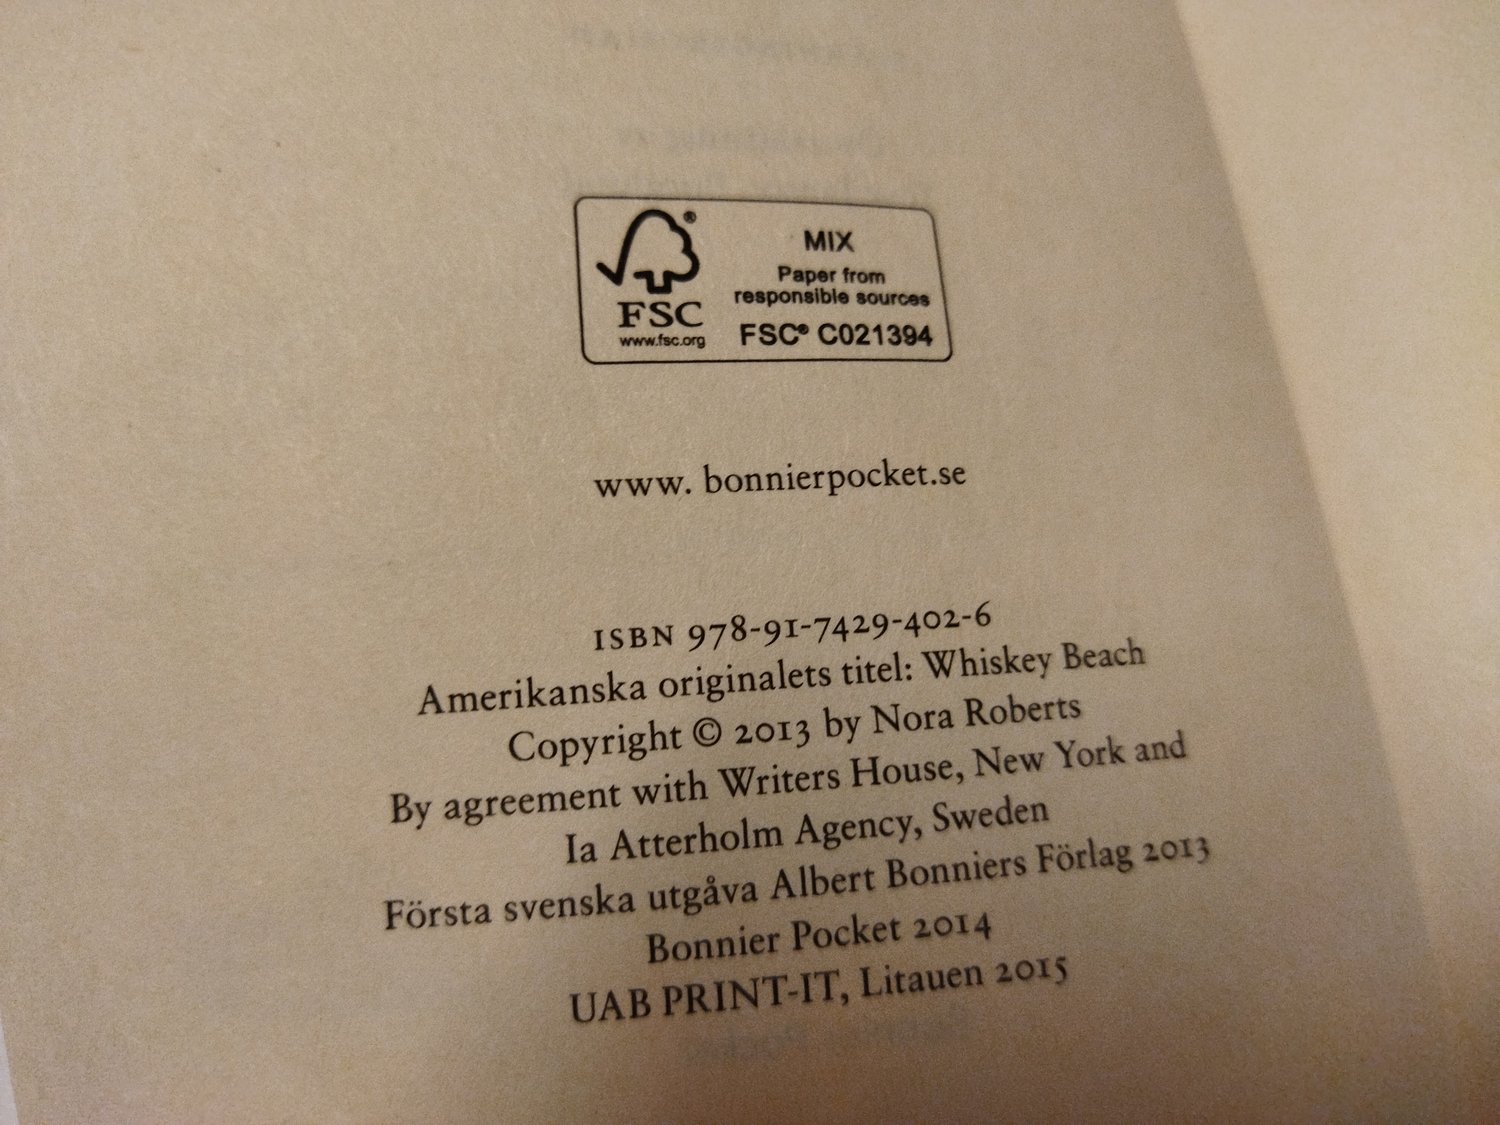 MIX
Paper from
responsible sources
FSC® C021394
®
FSC
www.fsc.org
www. bonnierpocket.se
ISBN 978-91-7429-402-6
Amerikanska originalets titel: Whiskey Beach
Copyright © 2013 by Nora Roberts
By agreement with Writers House, New York and
Ia Atterholm Agency, Sweden
Första svenska utgåva Albert Bonniers Förlag 2013
Bonnier Pocket 2014
UAB PRINT-IT, Litauen 2015